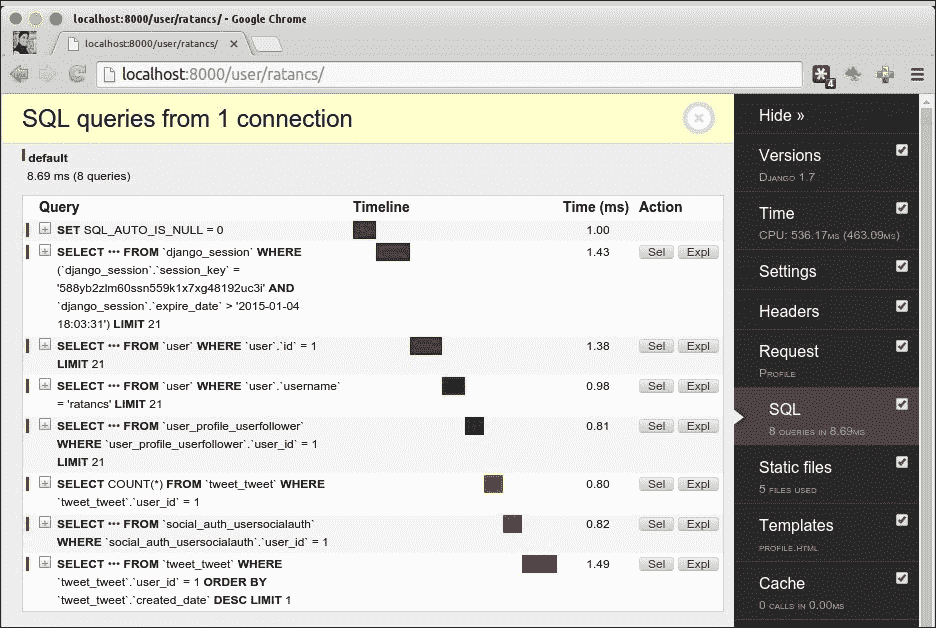 localhost:8000/user/ratancs/ - Google Chrome
localhost:8000/user/ratancs/ ×
localhost:8000/user/ratancs/
4
SQL queries from 1 connection
default
8.69 ms (8 queries)
Query Timeline Time (ms) Action
SET SQL_AUTO_IS_NULL = 0 1.00
SELECT ••• FROM `django_session` WHERE 1.43 Sel Expl
(`django_session`.`session_key` =
'588yb2zlm60ssn559k1x7xg48192uc3i' AND
`django_session`.`expire_date` > '2015-01-04
18:03:31') LIMIT 21
SELECT ••• FROM `user` WHERE `user`.`id` = 1 1.38 Sel Expl
LIMIT 21
SELECT ••• FROM `user` WHERE `user`.`username` 0.98 Sel Expl
= 'ratancs' LIMIT 21
SELECT ••• FROM `user_profile_userfollower` 0.81 Sel Expl
WHERE `user_profile_userfollower`.`user_id` = 1
LIMIT 21
SELECT COUNT(*) FROM `tweet_tweet` WHERE 0.80 Sel Expl
`tweet_tweet`.`user_id` = 1
SELECT ••• FROM `social_auth_usersocialauth` 0.82 Sel Expl
WHERE `social_auth_usersocialauth`.`user_id` = 1
SELECT ••• FROM `tweet_tweet` WHERE 1.49 Sel Expl
`tweet_tweet`.`user_id` = 1 ORDER BY
`tweet_tweet`.`created_date` DESC LIMIT 1
Hide »
Versions
Django 1.7
Time
CPU: 536.17ms (463.09ms)
Settings
Headers
Request
Profile
SQL
8 queries in 8.69ms
Static files
5 files used
Templates
profile.html
Cache
0 calls in 0.00ms